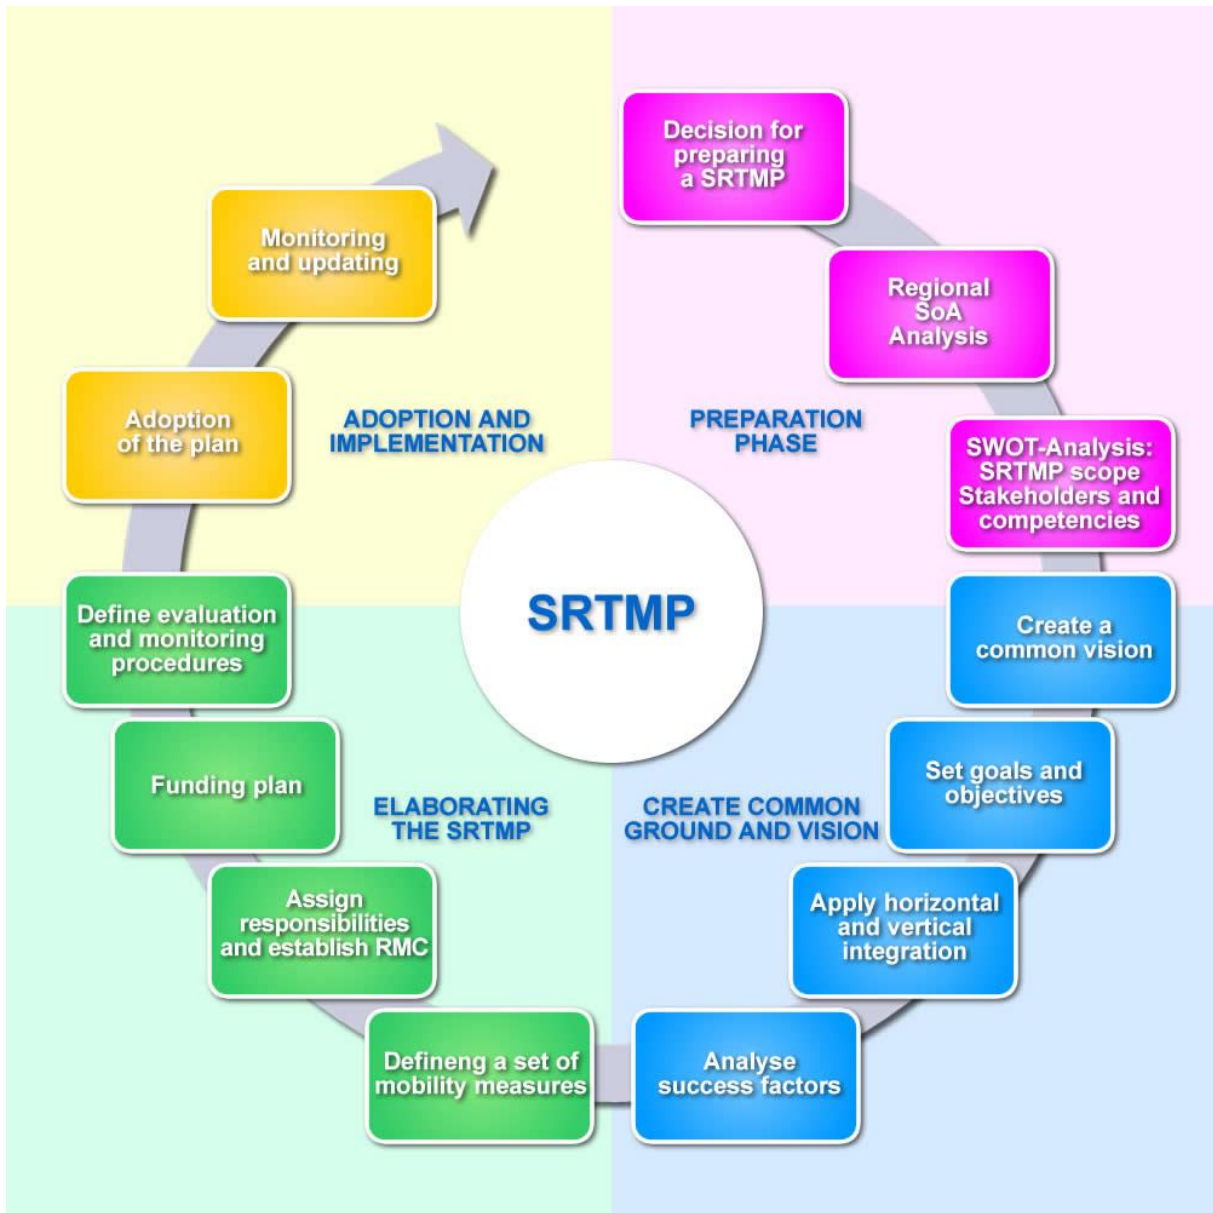 Decision for
preparing
a SRTMP
Regional
SoA
Analysis
SWOT-Analysis:
SRTMP scope
Stakeholders and
competencies
PREPARATION
PHASE
Create a
common vision
Set goals and
objectives
Apply horizontal
and vertical
integration
Analyse
success factors
CREATE COMMON
GROUND AND VISION
Defineng a set of
mobility measures
Assign
responsibilities
and establish RMC
Funding plan
Define evaluation
and monitoring
procedures
ELABORATING
THE SRTMP
Adoption
of the plan
Monitoring
and updating
ADOPTION AND
IMPLEMENTATION
SRTMP